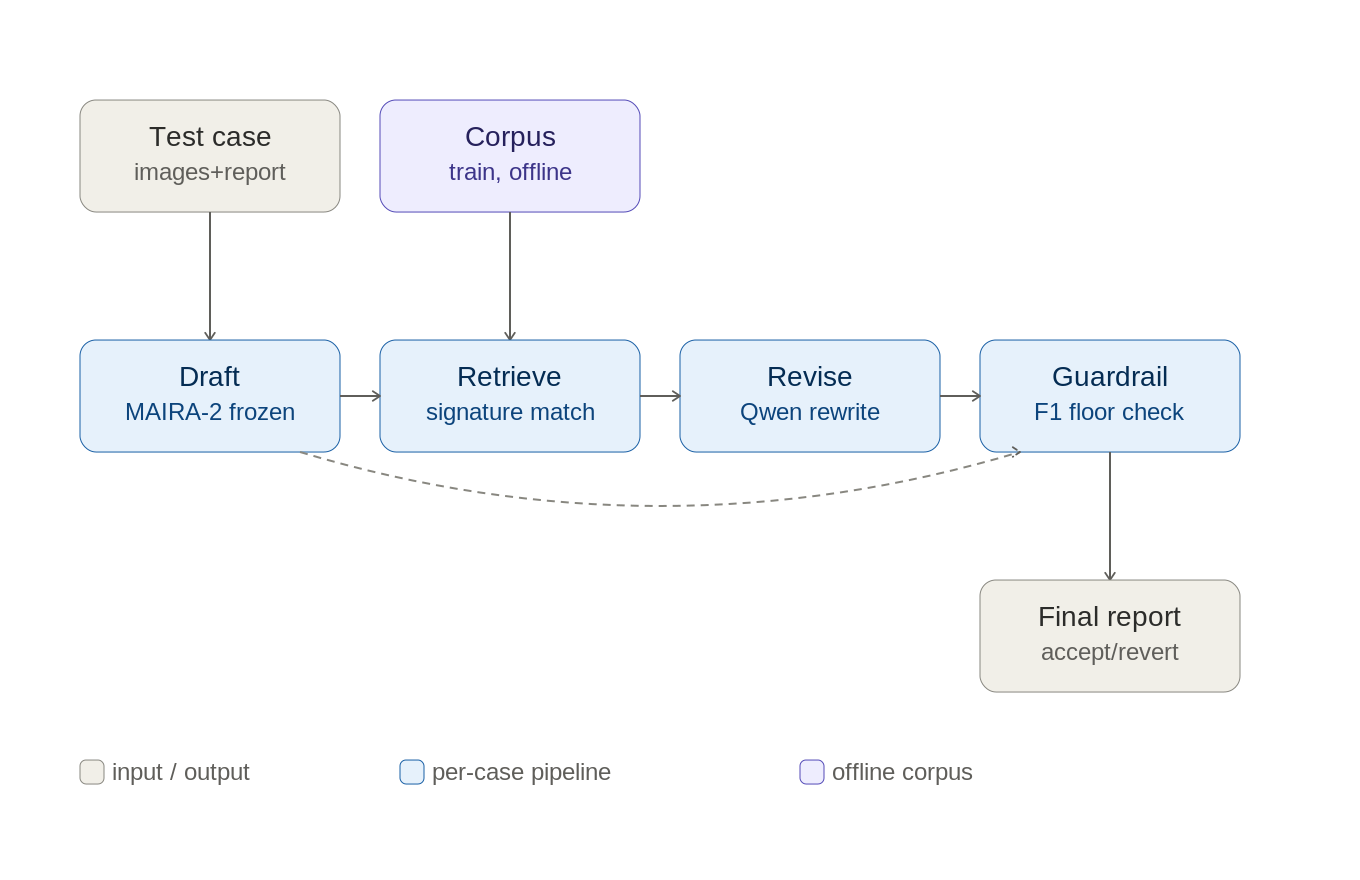 Test case
images+report
Corpus
train, offline
Draft
MAIRA-2 frozen
Retrieve
signature match
Revise
Qwen rewrite
Guardrail
F1 floor check
Final report
accept/revert
input / output
per-case pipeline
offline corpus